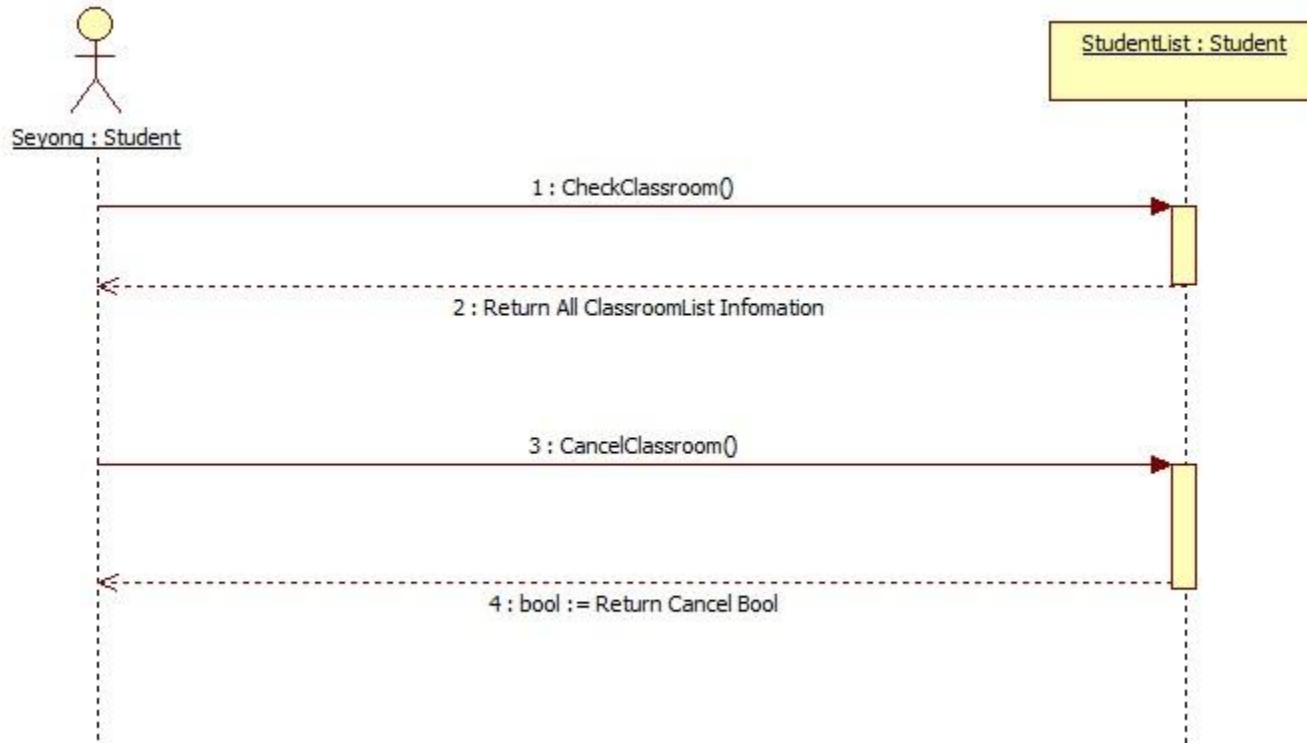 StudentList : Student
Seyong : Student
1 : CheckClassroom()
2 : Return All ClassroomList Infomation
3 : CancelClassroom()
4 : bool := Return Cancel Bool